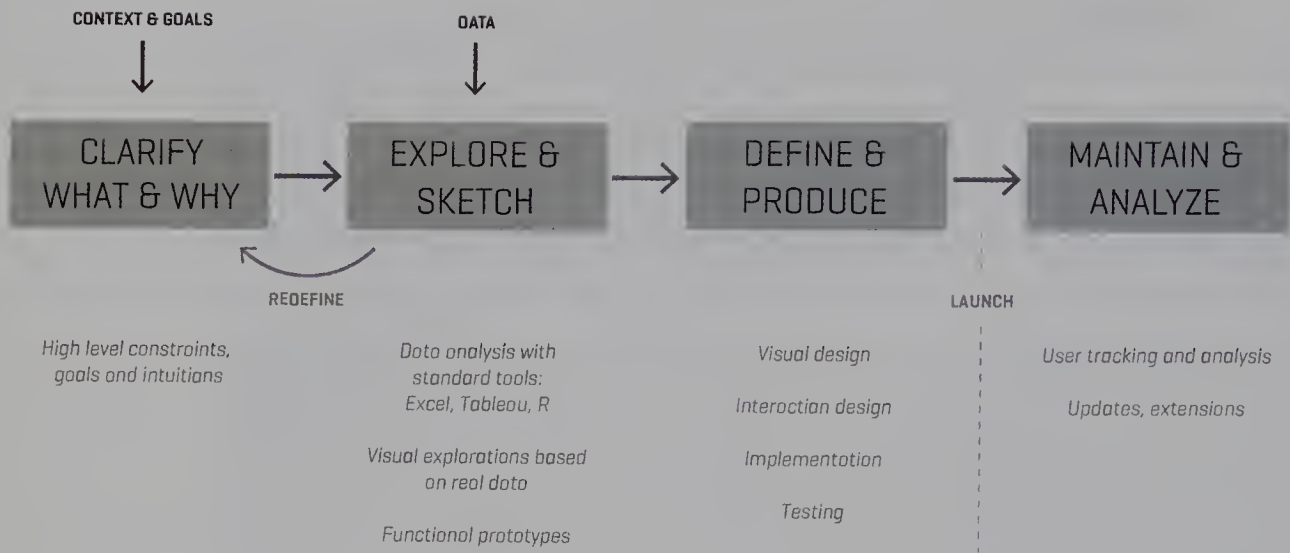 CONTEXT & GOALS
DATA
CLARIFY
WHAT & WHY
EXPLORE &
SKETCH
DEFINE &
PRODUCE
MAINTAIN &
ANALYZE
REDEFINE
LAUNCH
High level constraints,
goals and intuitions
Data analysis with
standard tools:
Excel, Tableau, R
Visual explorations based
on real data
Functional prototypes
Visual design
Interaction design
Implementation
Testing
User tracking and analysis
Updates, extensions